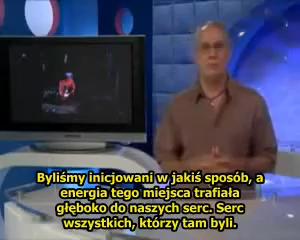 Byliśmy inicjowani w jakiś sposób, a
energia tego miejsca trafiała
głęboko do naszych serc. Serc
wszystkich, którzy tam byli.